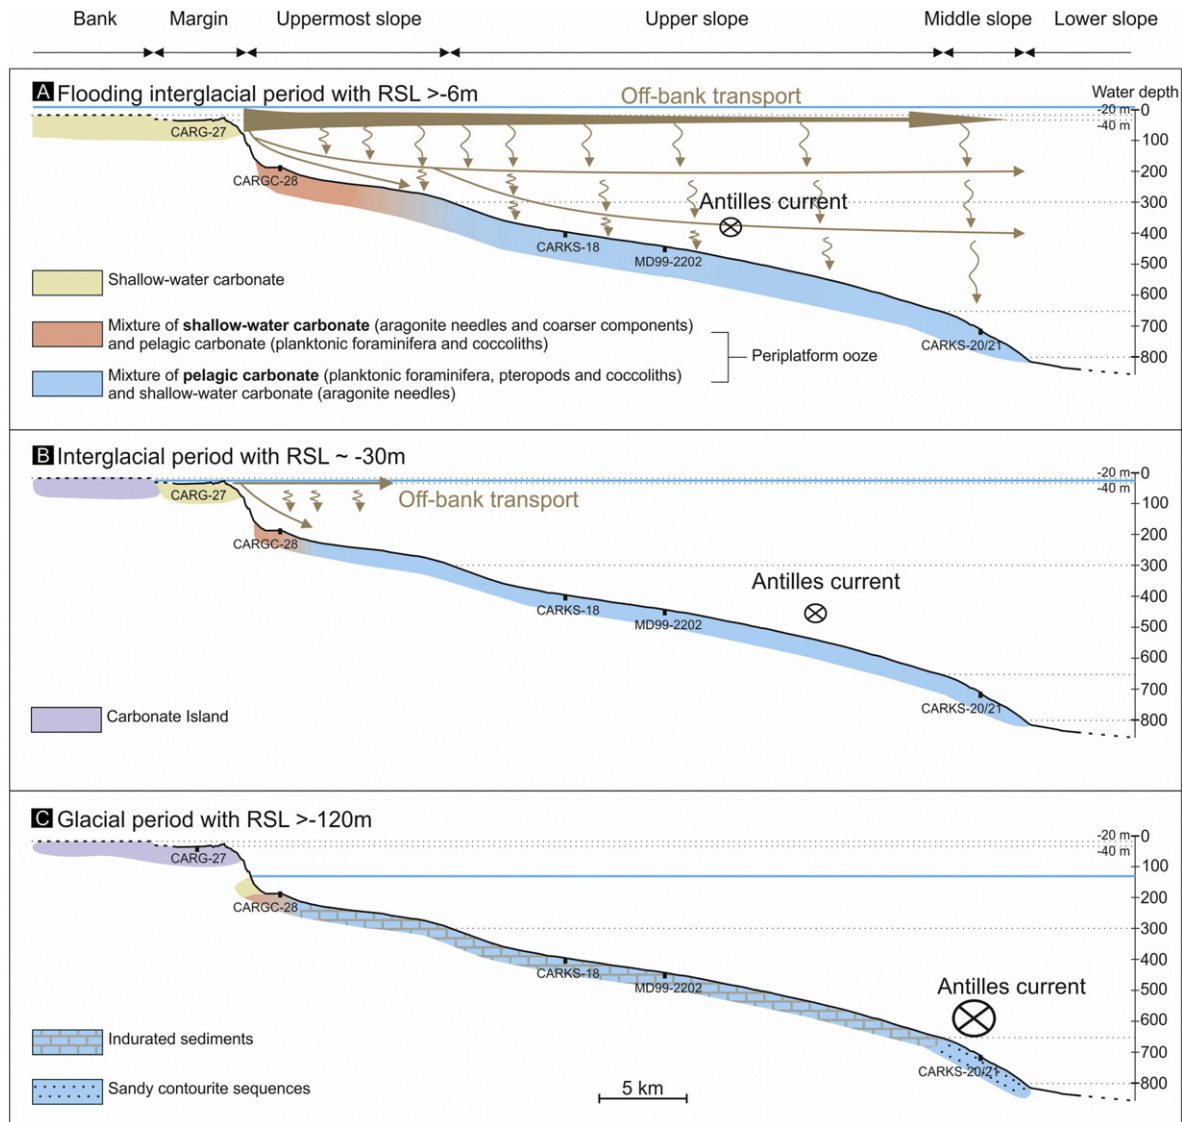 Bank Margin Uppermost slope Upper slope Middle slope Lower slope
A Flooding interglacial period with RSL >-6m
Off-bank transport
Water depth
-20 m
-40 m
0
100
200
300
400
500
600
700
800
CARG-27
CARGC-28
Antilles current
CARKS-18
MD99-2202
CARKS-20/21
Shallow-water carbonate
Mixture of shallow-water carbonate (aragonite needles and coarser components)
and pelagic carbonate (planktonic foraminifera and coccoliths)
Periplatform ooze
Mixture of pelagic carbonate (planktonic foraminifera, pteropods and coccoliths)
and shallow-water carbonate (aragonite needles)
B Interglacial period with RSL ~ -30m
-20 m
-40 m
0
100
200
300
400
500
600
700
800
CARG-27
Off-bank transport
CARGC-28
Antilles current
CARKS-18
MD99-2202
CARKS-20/21
Carbonate Island
C Glacial period with RSL >-120m
-20 m
-40 m
0
100
200
300
400
500
600
700
800
CARG-27
CARGC-28
CARKS-18
MD99-2202
Antilles current
CARKS-20/21
Indurated sediments
Sandy contourite sequences
5 km